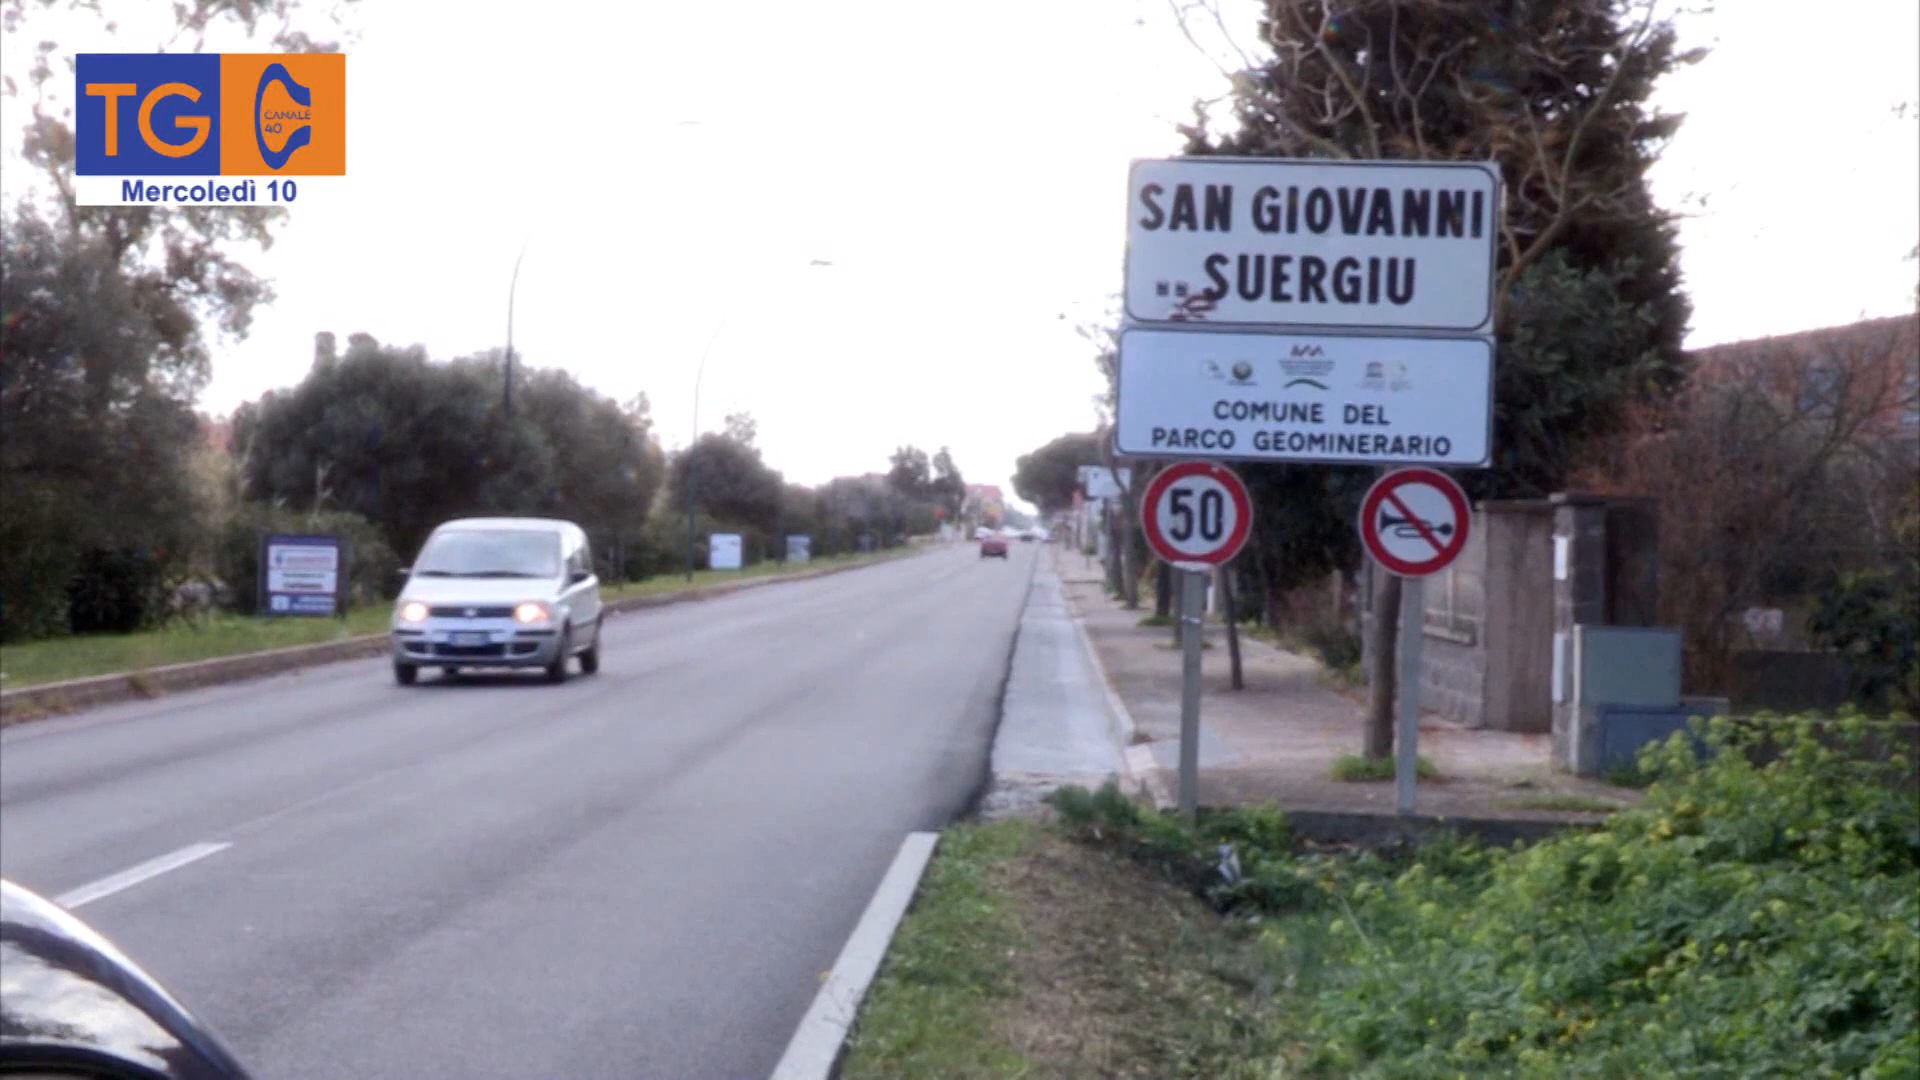 TG
CANALE
40
Mercoledì 10
SAN GIOVANNI
SUERGIU
COMUNE DEL
PARCO GEOMINERARIO
50